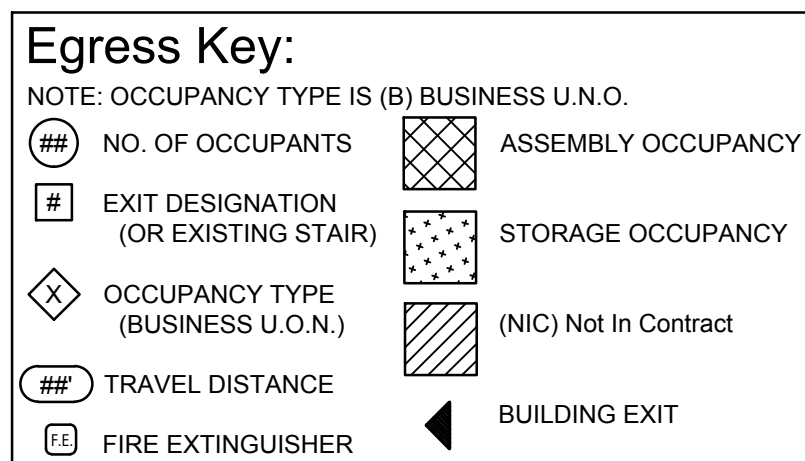 Egress Key:
NOTE: OCCUPANCY TYPE IS (B) BUSINESS U.N.O.
## NO. OF OCCUPANTS
# EXIT DESIGNATION
(OR EXISTING STAIR)
X OCCUPANCY TYPE
(BUSINESS U.O.N.)
##' TRAVEL DISTANCE
F.E. FIRE EXTINGUISHER
ASSEMBLY OCCUPANCY
STORAGE OCCUPANCY
(NIC) Not In Contract
BUILDING EXIT